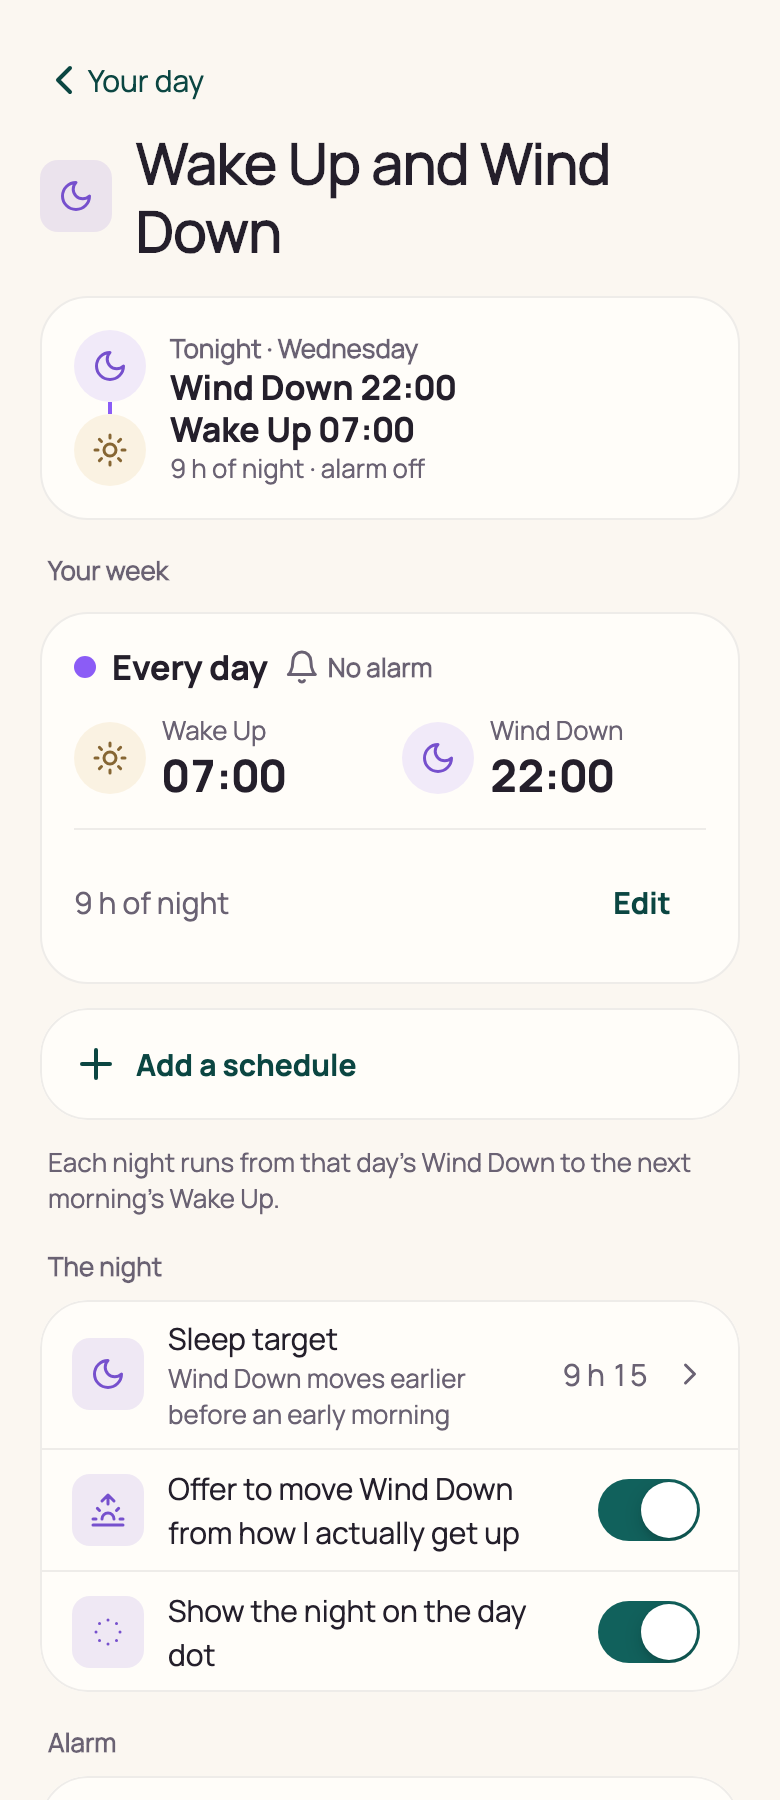 Your day
Wake Up and Wind
Down
Tonight · Wednesday
Wind Down 22:00
Wake Up 07:00
9 h of night · alarm off
Your week
Every day
No alarm
Wake Up
07:00
Wind Down
22:00
9 h of night
Edit
Add a schedule
Each night runs from that day's Wind Down to the next
morning's Wake Up.
The night
Sleep target
Wind Down moves earlier
before an early morning
9 h 15
Offer to move Wind Down
from how I actually get up
Show the night on the day
dot
Alarm